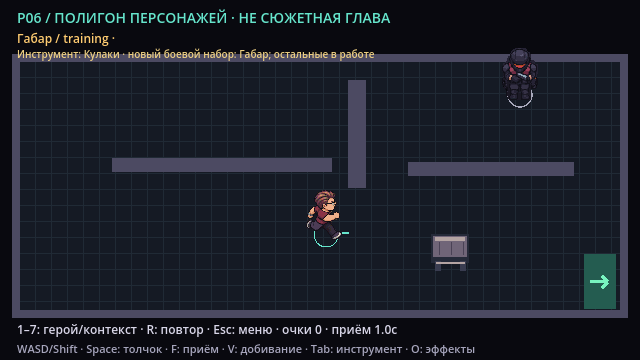 P06 / ПОЛИГОН ПЕРСОНАЖЕЙ · НЕ СЮЖЕТНАЯ ГЛАВА
Габар / training ·
Инструмент: Кулаки · новый боевой набор: Габар; остальные в работе
1–7: герой/контекст · R: повтор · Esc: меню · очки 0 · приём 1.0с
WASD/Shift · Space: толчок · F: приём · V: добивание · Tab: инструмент · O: эффекты